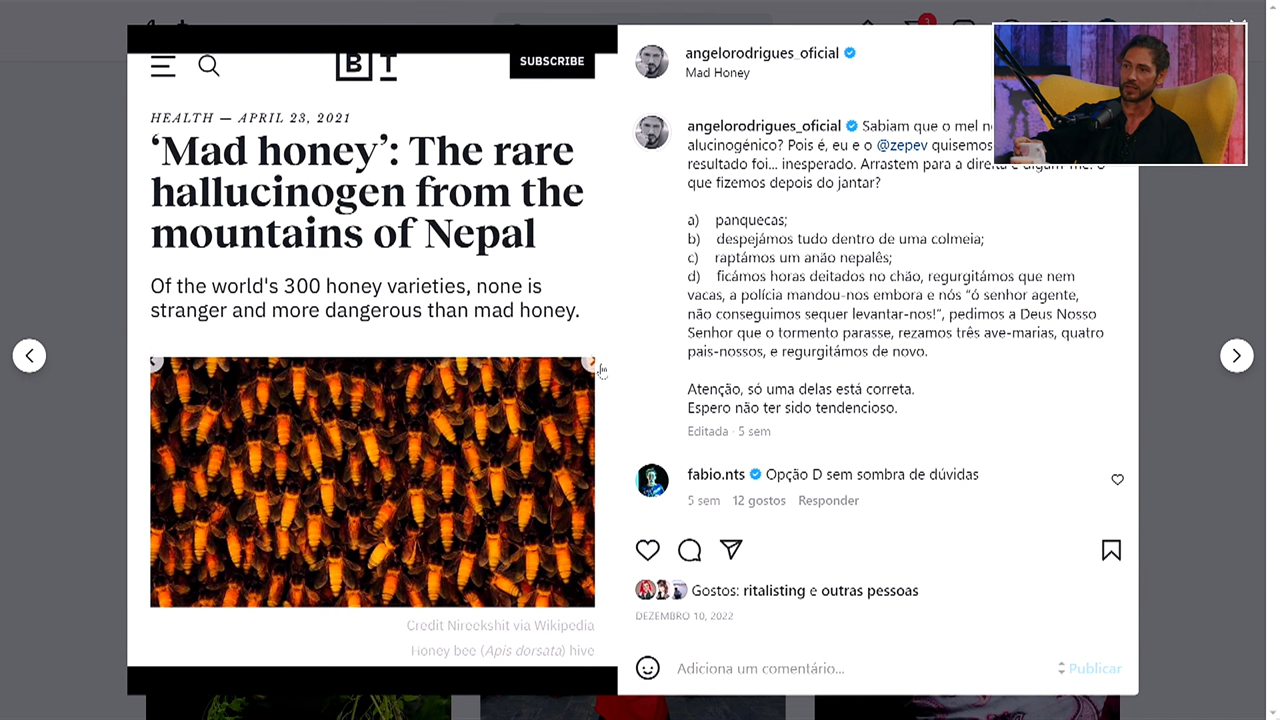 B T
SUBSCRIBE
HEALTH — APRIL 23, 2021
‘Mad honey’: The rare
hallucinogen from the
mountains of Nepal
Of the world's 300 honey varieties, none is
stranger and more dangerous than mad honey.
Credit Nireekshit via Wikipedia
Honey bee (Apis dorsata) hive
angelorodrigues_oficial
Mad Honey
angelorodrigues_oficial Sabiam que o mel
alucinogénico? Pois é, eu e o @zepev quisemos
resultado foi... inesperado. Arrastem para a direita e
que fizemos depois do jantar?
a) panquecas;
b) despejámos tudo dentro de uma colmeia;
c) raptámos um anão nepalês;
d) ficámos horas deitados no chão, regurgitámos que nem
vacas, a polícia mandou-nos embora e nós “ó senhor agente,
não conseguimos sequer levantar-nos!”, pedimos a Deus Nosso
Senhor que o tormento parasse, rezamos três ave-marias, quatro
pais-nossos, e regurgitámos de novo.
Atenção, só uma delas está correta.
Espero não ter sido tendencioso.
Editada · 5 sem
fabio.nts Opção D sem sombra de dúvidas
5 sem 12 gostos Responder
Gostos: ritalisting e outras pessoas
DEZEMBRO 10, 2022
Adiciona um comentário...
Publicar